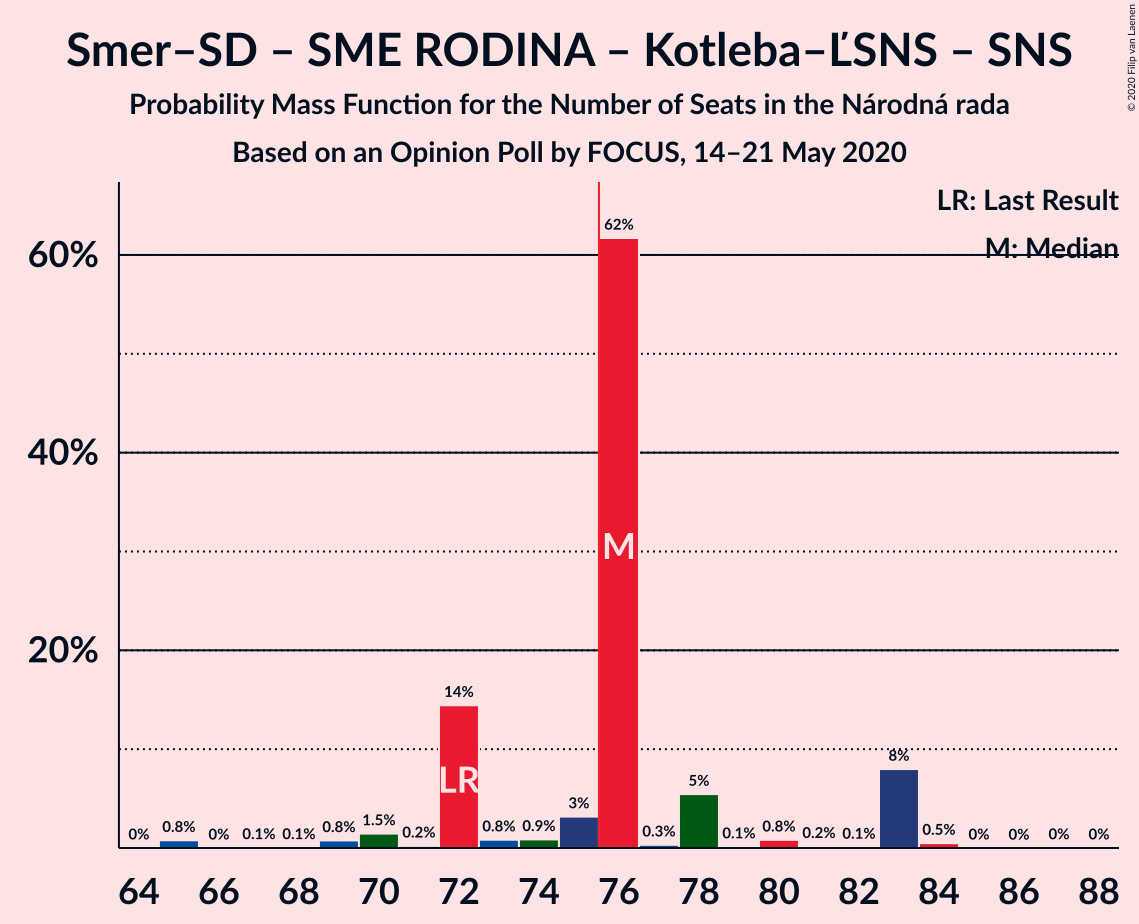 Smer–SD – SME RODINA – Kotleba–ĽSNS – SNS
Probability Mass Function for the Number of Seats in the Národná rada
Based on an Opinion Poll by FOCUS, 14–21 May 2020
© 2020 Filip van Laenen
LR: Last Result
M: Median
60%
40%
20%
0% 0.8% 0% 0.1% 0.1% 0.8% 1.5% 0.2% 14% 0.8% 0.9% 3% 62% 0.3% 5% 0.1% 0.8% 0.2% 0.1% 8% 0.5% 0% 0% 0% 0%
LR
M
64 66 68 70 72 74 76 78 80 82 84 86 88